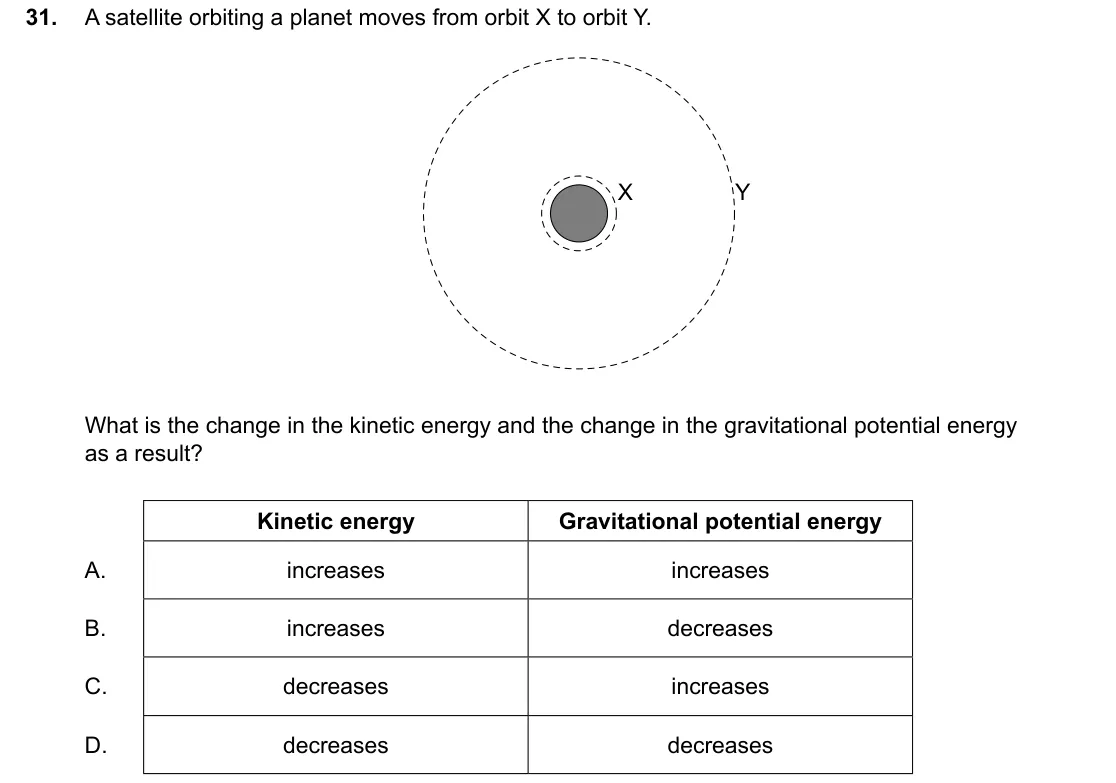 31. A satellite orbiting a planet moves from orbit X to orbit Y.
X
Y
What is the change in the kinetic energy and the change in the gravitational potential energy
as a result?
Kinetic energy Gravitational potential energy
A. increases increases
B. increases decreases
C. decreases increases
D. decreases decreases